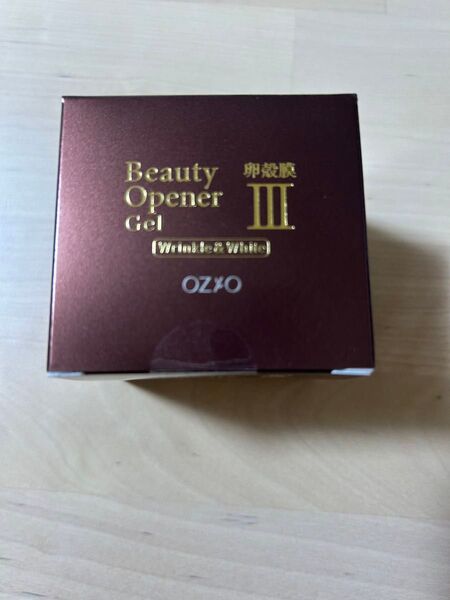 Beauty
Opener
Gel
卵殻膜
III
Wrinkle&White
OZIO